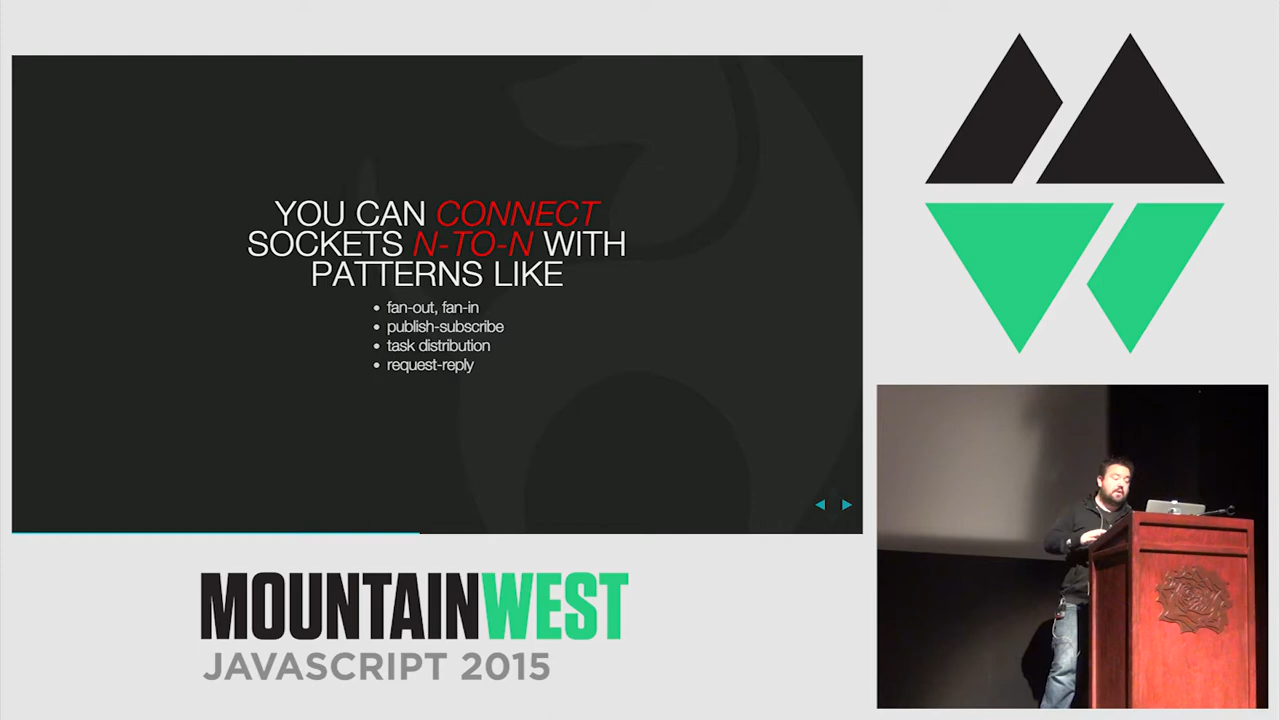 YOU CAN CONNECT
SOCKETS N-TO-N WITH
PATTERNS LIKE
• fan-out, fan-in
• publish-subscribe
• task distribution
• request-reply
MOUNTAINWEST
JAVASCRIPT 2015